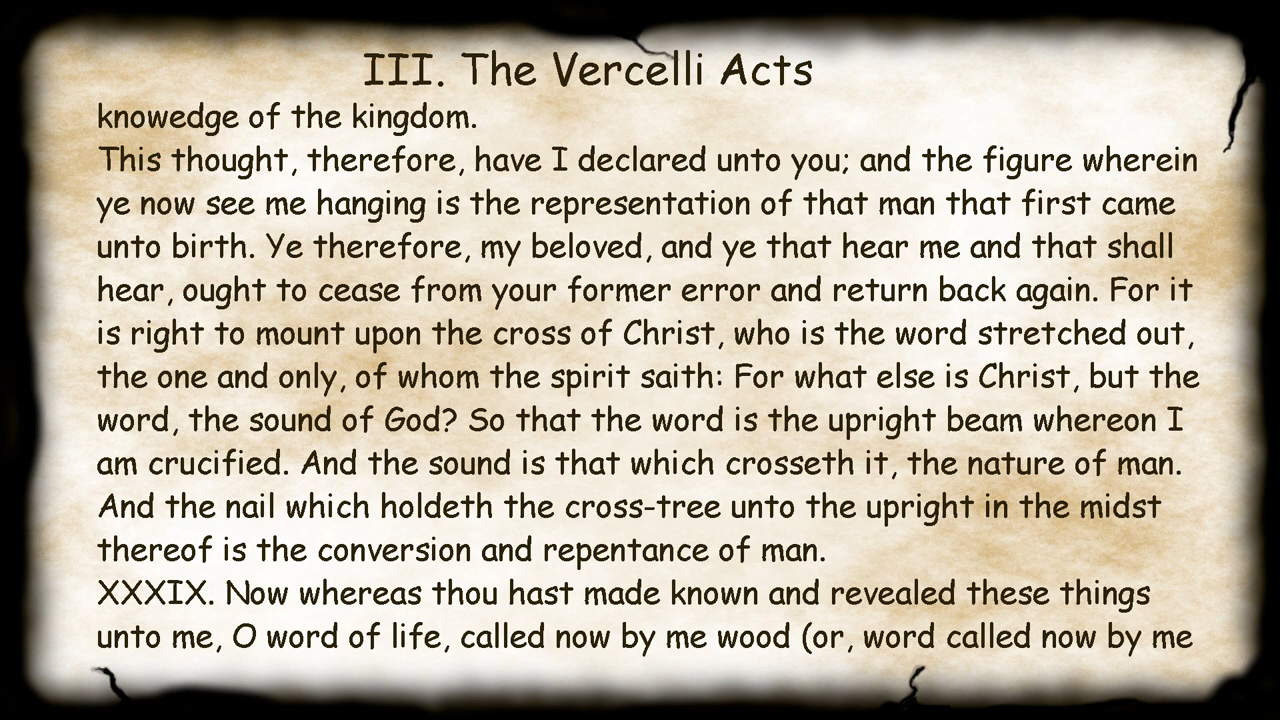 III. The Vercelli Acts
knowedge of the kingdom.
This thought, therefore, have I declared unto you; and the figure wherein
ye now see me hanging is the representation of that man that first came
unto birth. Ye therefore, my beloved, and ye that hear me and that shall
hear, ought to cease from your former error and return back again. For it
is right to mount upon the cross of Christ, who is the word stretched out,
the one and only, of whom the spirit saith: For what else is Christ, but the
word, the sound of God? So that the word is the upright beam whereon I
am crucified. And the sound is that which crosseth it, the nature of man.
And the nail which holdeth the cross-tree unto the upright in the midst
thereof is the conversion and repentance of man.
XXXIX. Now whereas thou hast made known and revealed these things
unto me, O word of life, called now by me wood (or, word called now by me